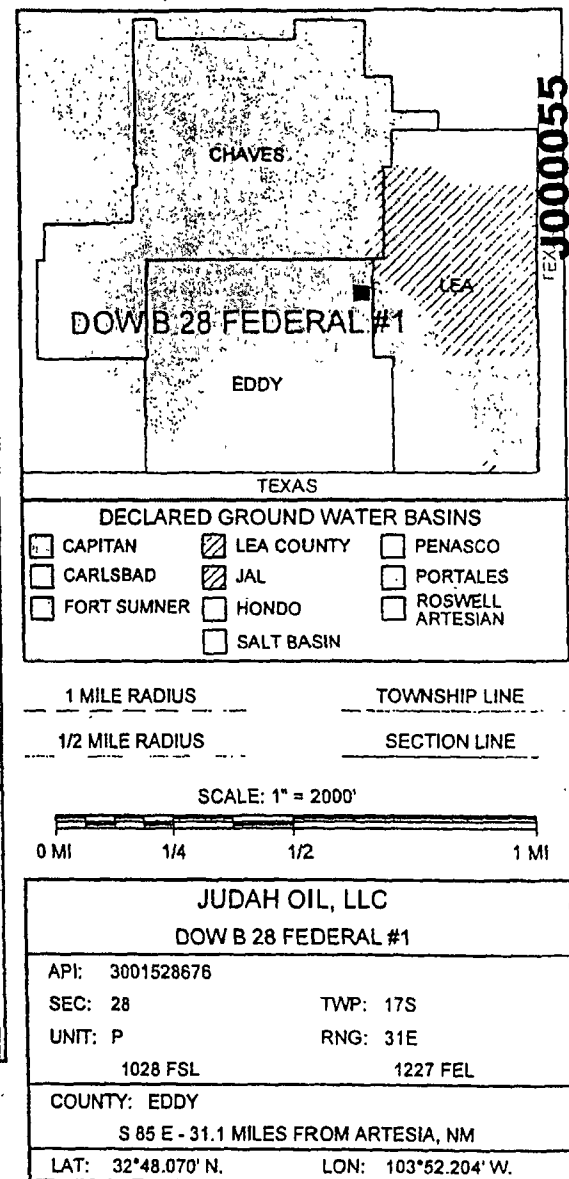 J000055
CHAVES
TEX
LEA
DOW B 28 FEDERAL #1
EDDY
TEXAS
DECLARED GROUND WATER BASINS
CAPITAN LEA COUNTY PENASCO
CARLSBAD JAL PORTALES
FORT SUMNER HONDO ROSWELL ARTESIAN
SALT BASIN
1 MILE RADIUS TOWNSHIP LINE
1/2 MILE RADIUS SECTION LINE
SCALE: 1" = 2000'
0 MI 1/4 1/2 1 MI
JUDAH OIL, LLC
DOW B 28 FEDERAL #1
API: 3001528676
SEC: 28 TWP: 17S
UNIT: P RNG: 31E
1028 FSL 1227 FEL
COUNTY: EDDY
S 85 E - 31.1 MILES FROM ARTESIA, NM
LAT: 32°48.070' N. LON: 103°52.204' W.